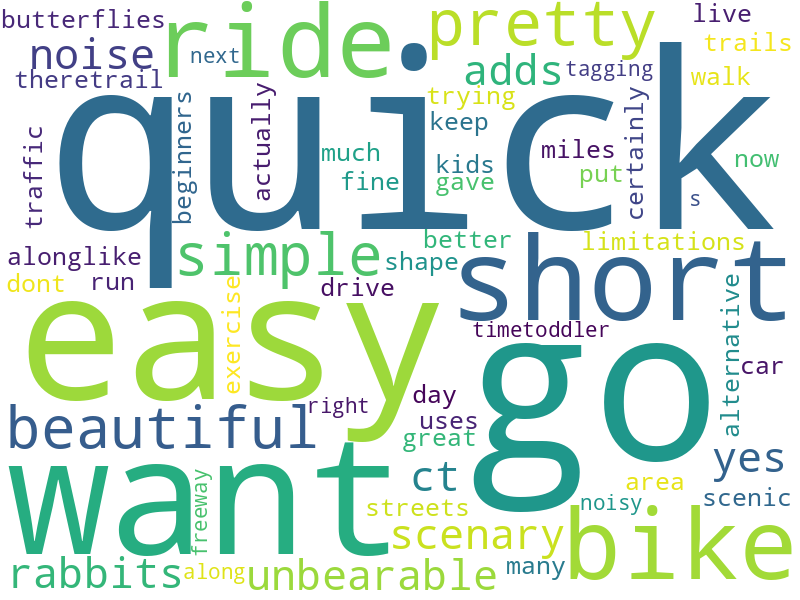 butterflies
ride
pretty
live
noise
next
adds
tagging
trails
theretrail
trying
walk
quick
beginners
actually
keep
certainly
traffic
much
kids
miles
now
fine
gave
put
s
alonglike
simple
better
limitations
dont
run
shape
short
drive
easy
exercise
timetoddler
go
alternative
car
beautiful
right
day
uses
great
yes
want
freeway
ct
streets
area
scenic
noisy
scenary
bike
rabbits
along
unbearable
many